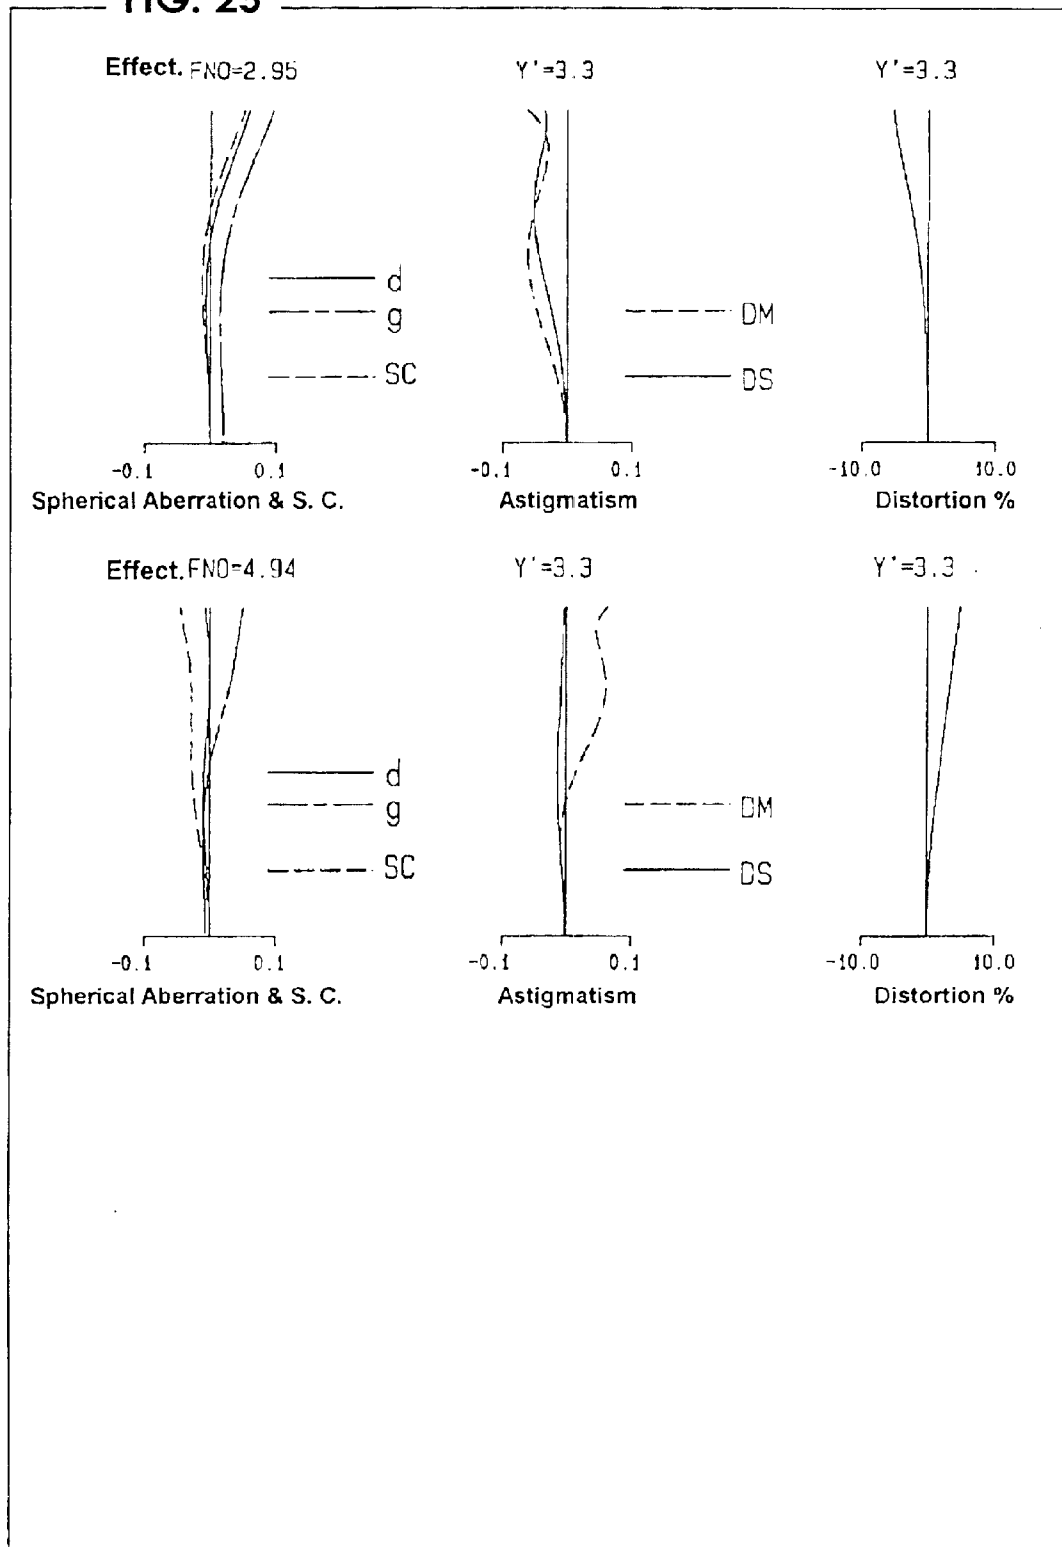 FIG. 25
Effect. FNO=2.95
Y'=3.3
Y'=3.3
d
g
SC
DM
DS
-0.1 0.1
-0.1 0.1
-10.0 10.0
Spherical Aberration & S. C.
Astigmatism
Distortion %
Effect. FNO=4.94
Y'=3.3
Y'=3.3
d
g
SC
DM
DS
-0.1 0.1
-0.1 0.1
-10.0 10.0
Spherical Aberration & S. C.
Astigmatism
Distortion %